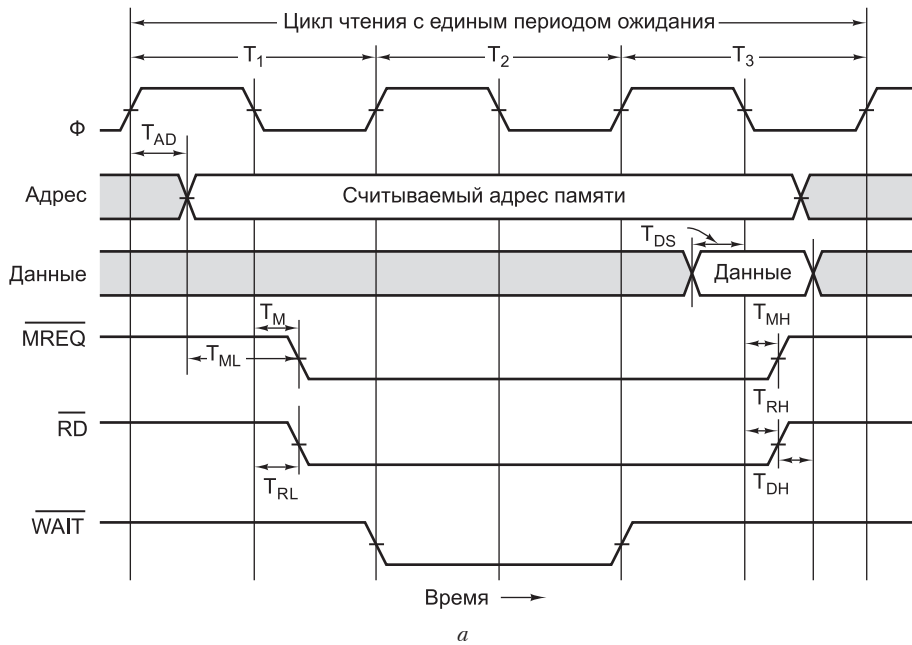 Цикл чтения с единым периодом ожидания
T1 T2 T3
Φ
TAD
Адрес Считываемый адрес памяти
TDS
Данные Данные
TM TMH
MREQ
TML
TRH
RD
TRL TDH
WAIT
Время
а